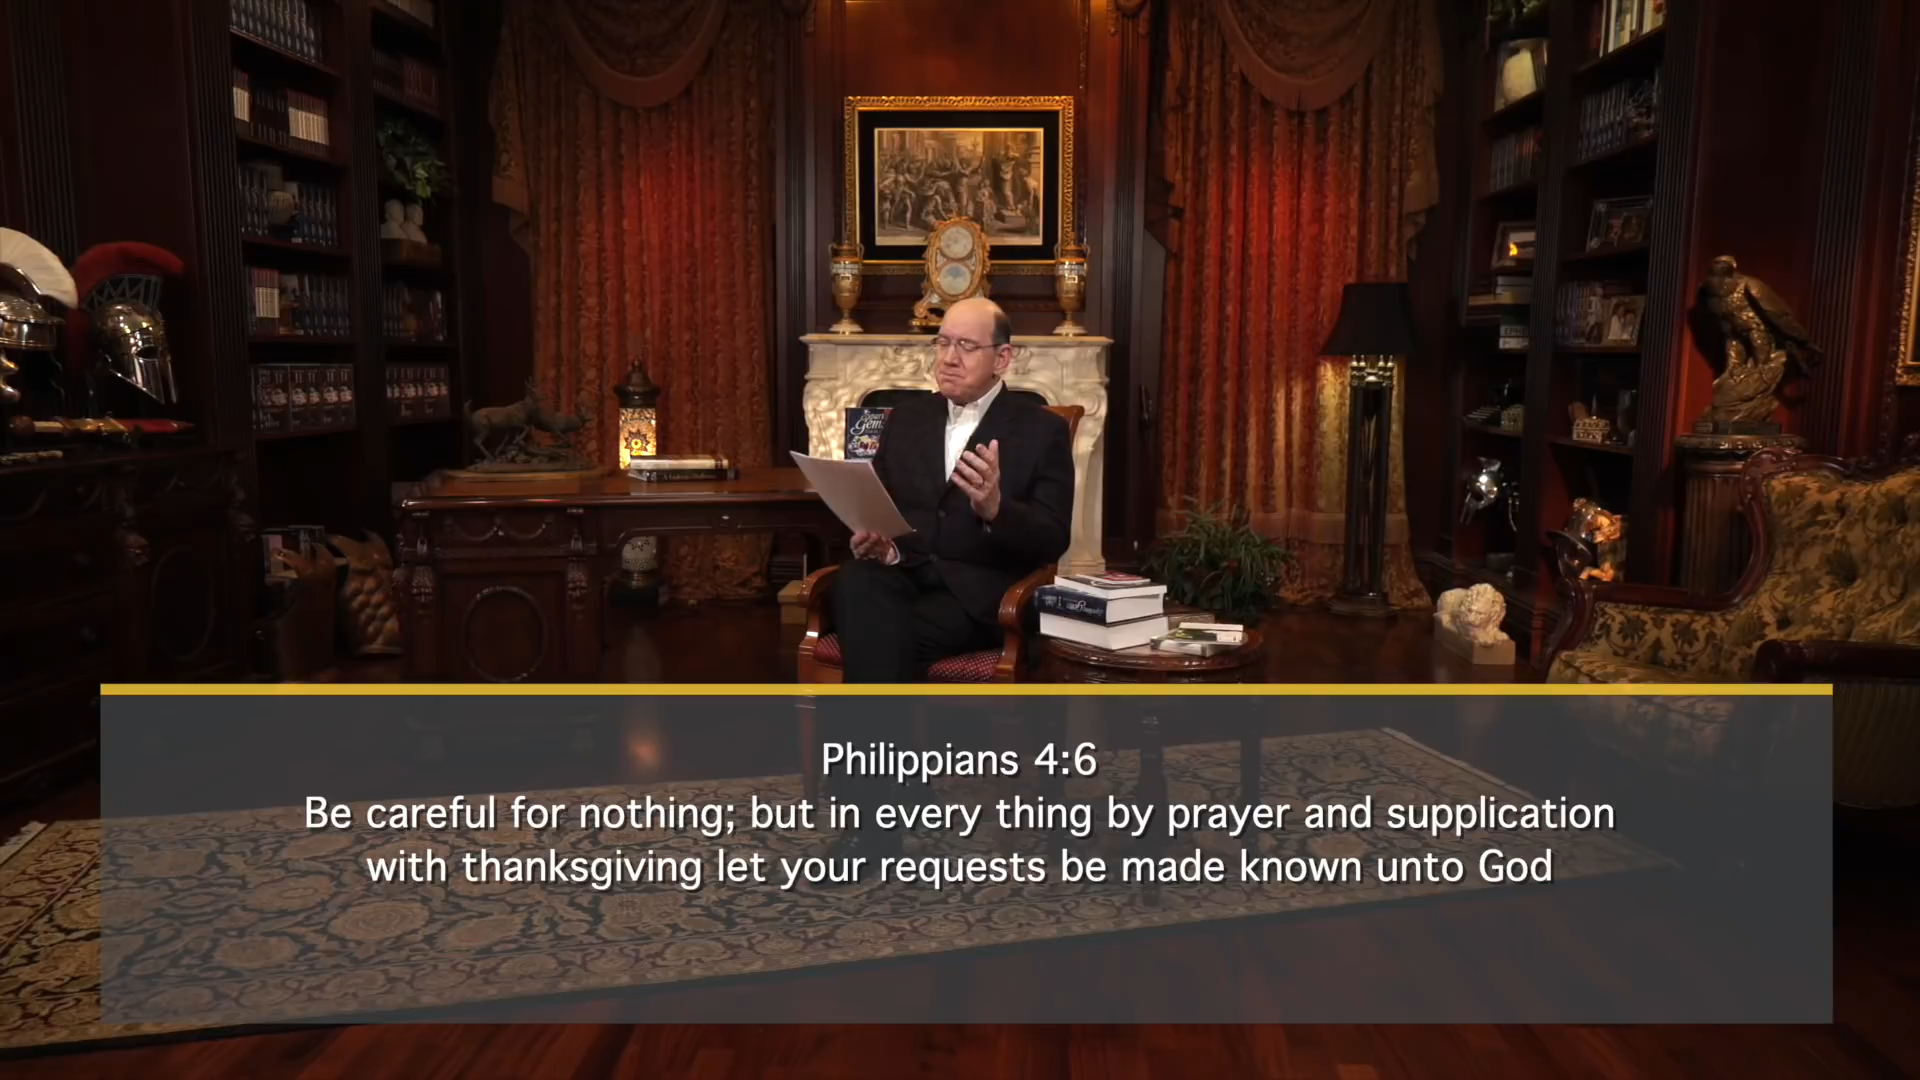 Gems
Philippians 4:6
Be careful for nothing; but in every thing by prayer and supplication
with thanksgiving let your requests be made known unto God